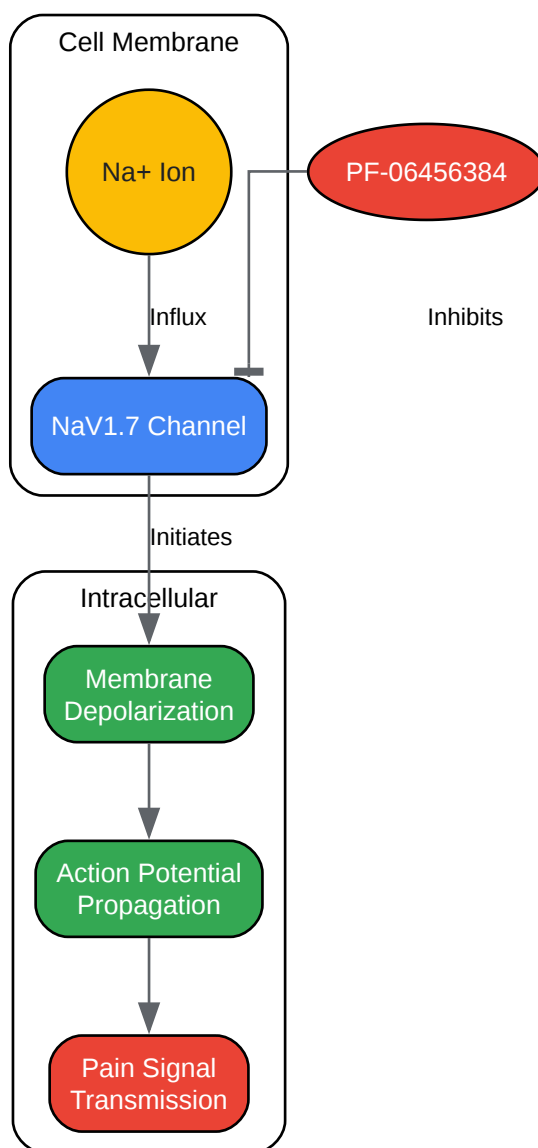 Cell Membrane
Na+ Ion
PF-06456384
Influx
Inhibits
NaV1.7 Channel
Initiates
Intracellular
Membrane
Depolarization
Action Potential
Propagation
Pain Signal
Transmission